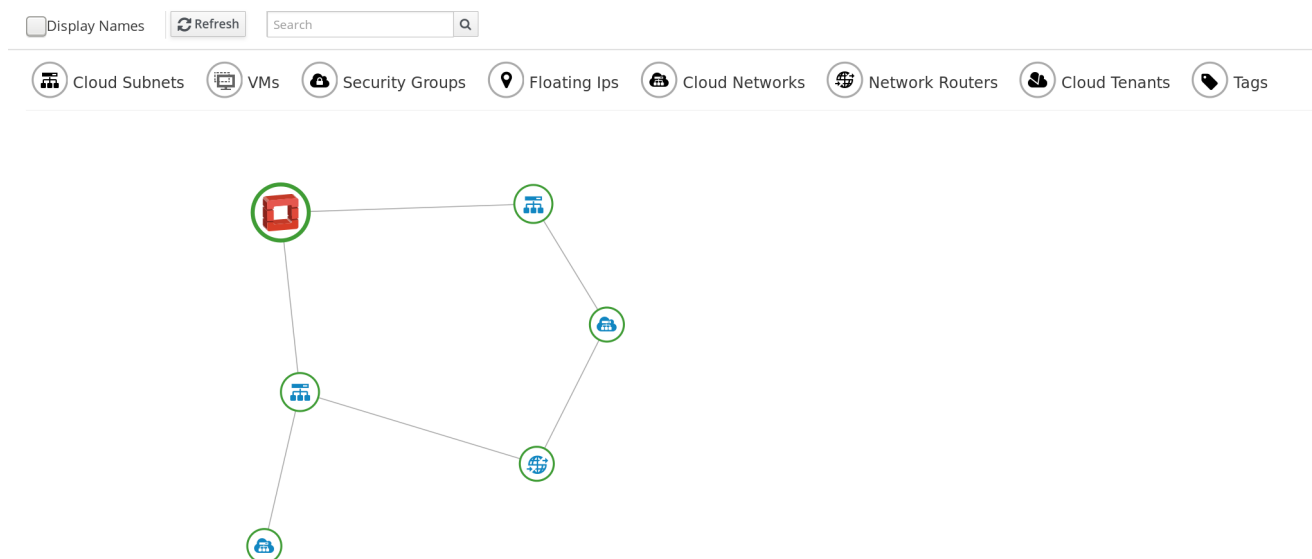 Display Names Refresh Search
Cloud Subnets VMs Security Groups Floating Ips Cloud Networks Network Routers Cloud Tenants Tags